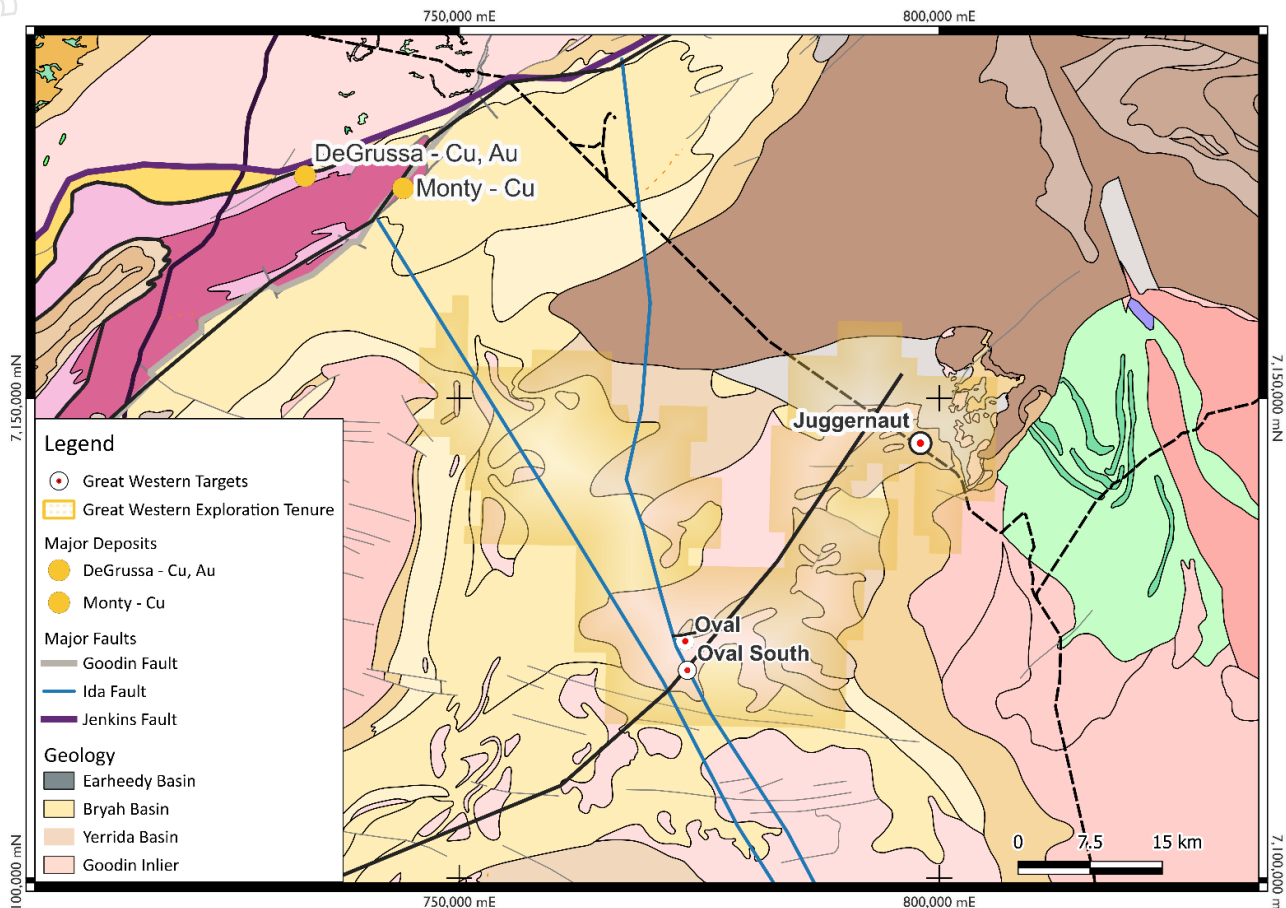 750,000 mE
800,000 mE
DeGrussa - Cu, Au
Monty - Cu
7,150,000 mN
7,150,000 mN
Juggernaut
Legend
Great Western Targets
Great Western Exploration Tenure
Major Deposits
DeGrussa - Cu, Au
Monty - Cu
Major Faults
Goodin Fault
Ida Fault
Jenkins Fault
Geology
Earheedy Basin
Bryah Basin
Yerrida Basin
Goodin Inlier
Oval
Oval South
0 7.5 15 km
100,000 mN
7,100,000 m
750,000 mE
800,000 mE